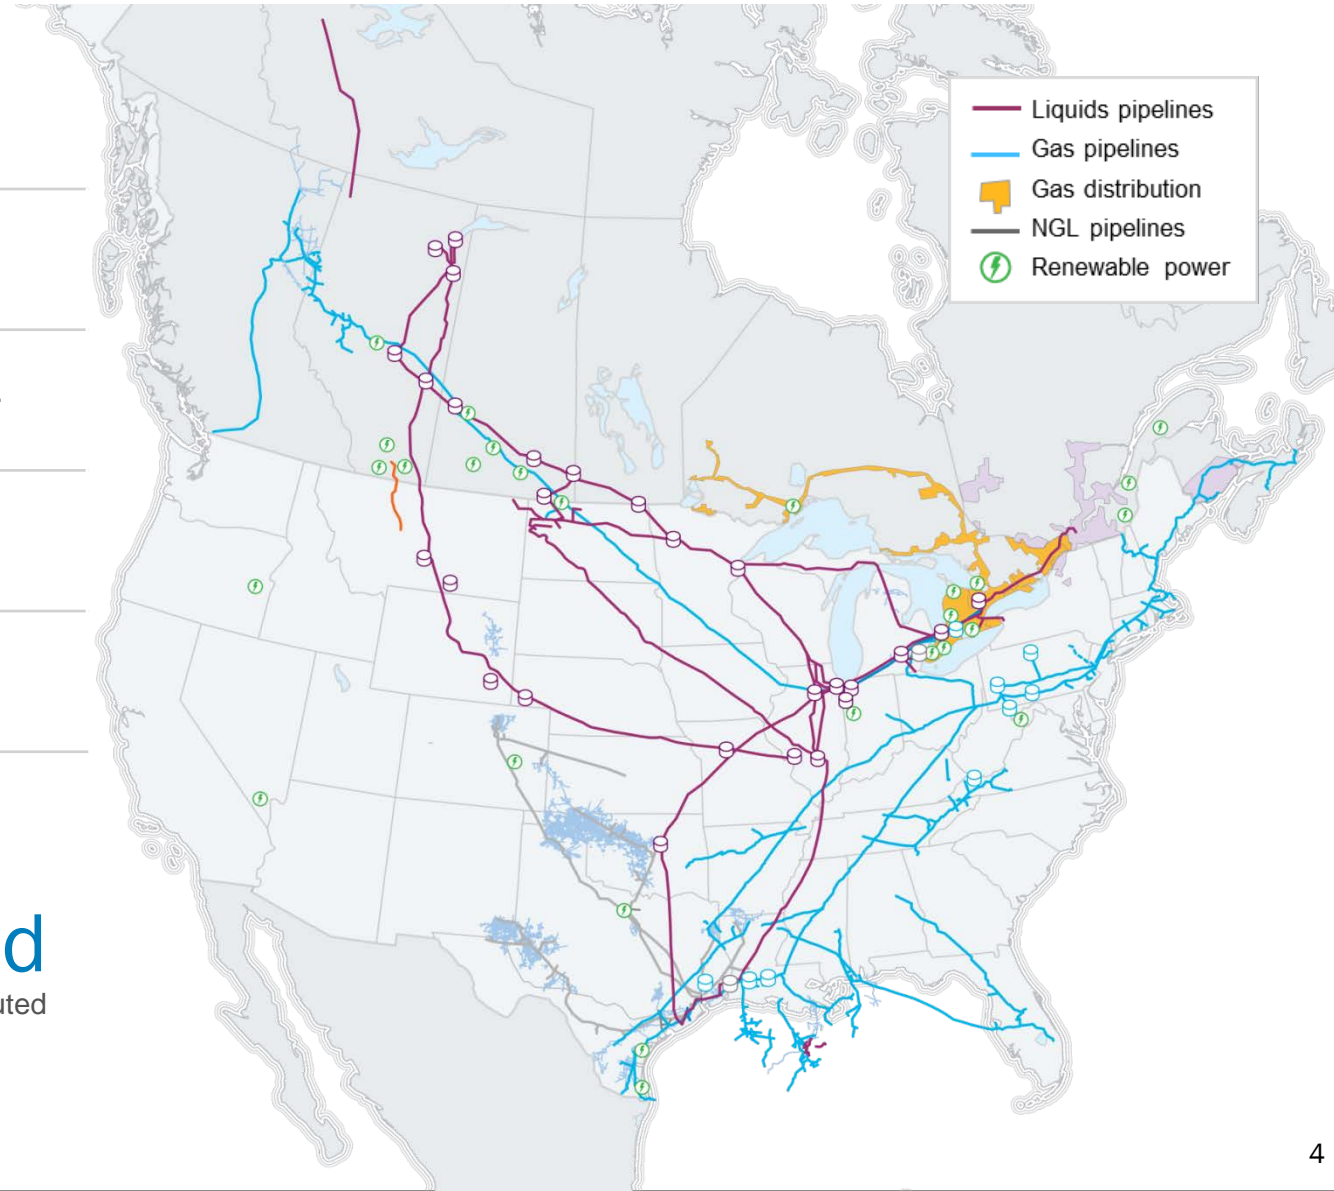 Liquids pipelines
Gas pipelines
Gas distribution
NGL pipelines
Renewable power
d
uted
4